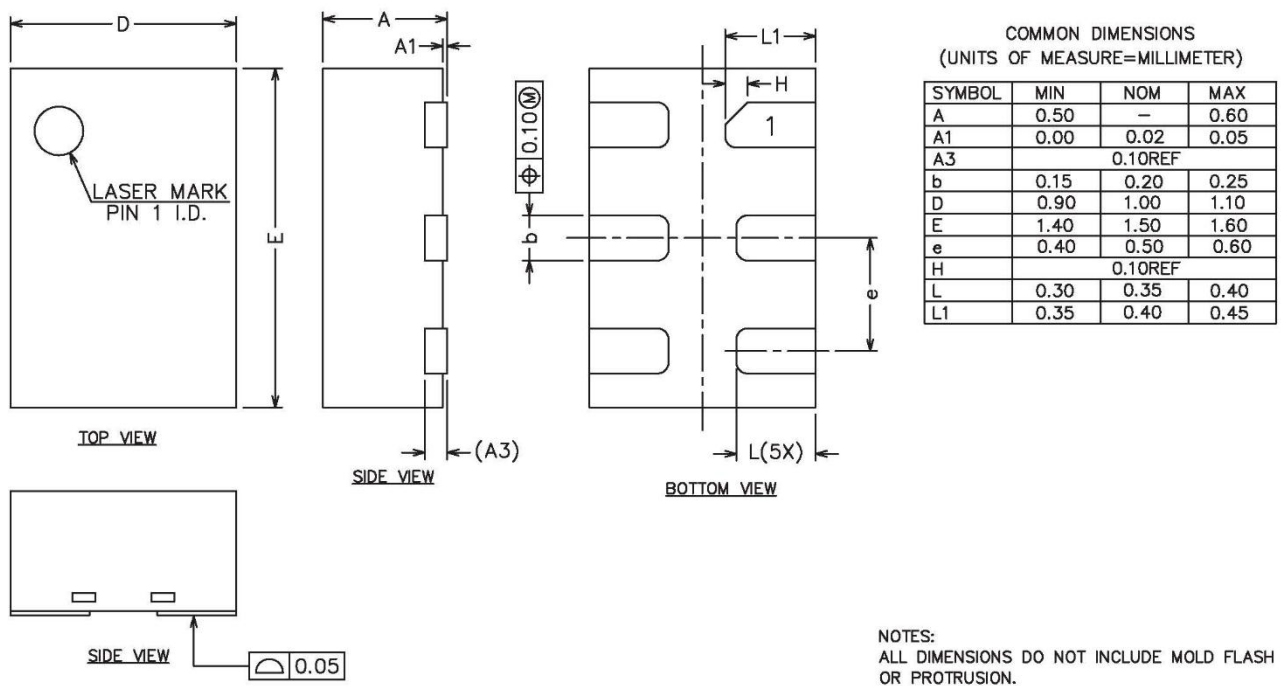 D
A
A1
L1
H
LASER MARK
PIN 1 I.D.
E
⌖ 0.10 Ⓜ
b
1
e
TOP VIEW
(A3)
SIDE VIEW
L(5X)
BOTTOM VIEW
SIDE VIEW
⌓ 0.05
COMMON DIMENSIONS
(UNITS OF MEASURE=MILLIMETER)
SYMBOL MIN NOM MAX
A 0.50 – 0.60
A1 0.00 0.02 0.05
A3 0.10REF
b 0.15 0.20 0.25
D 0.90 1.00 1.10
E 1.40 1.50 1.60
e 0.40 0.50 0.60
H 0.10REF
L 0.30 0.35 0.40
L1 0.35 0.40 0.45
NOTES:
ALL DIMENSIONS DO NOT INCLUDE MOLD FLASH
OR PROTRUSION.